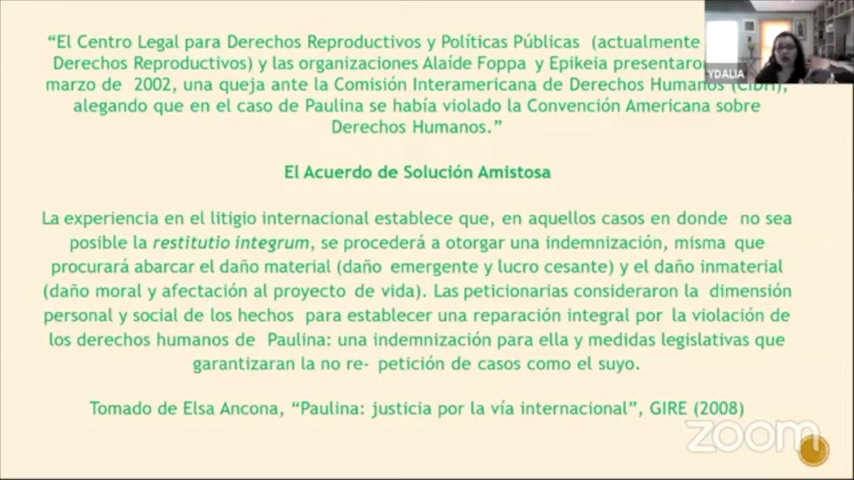 “El Centro Legal para Derechos Reproductivos y Políticas Públicas (actualmente
Derechos Reproductivos) y las organizaciones Alaíde Foppa y Epikeia presentaro
marzo de 2002, una queja ante la Comisión Interamericana de Derechos Humanos (CIDH),
alegando que en el caso de Paulina se había violado la Convención Americana sobre
Derechos Humanos.”
El Acuerdo de Solución Amistosa
La experiencia en el litigio internacional establece que, en aquellos casos en donde no sea
posible la restitutio integrum, se procederá a otorgar una indemnización, misma que
procurará abarcar el daño material (daño emergente y lucro cesante) y el daño inmaterial
(daño moral y afectación al proyecto de vida). Las peticionarias consideraron la dimensión
personal y social de los hechos para establecer una reparación integral por la violación de
los derechos humanos de Paulina: una indemnización para ella y medidas legislativas que
garantizaran la no re- petición de casos como el suyo.
Tomado de Elsa Ancona, “Paulina: justicia por la vía internacional”, GIRE (2008)
YDALIA
zoom